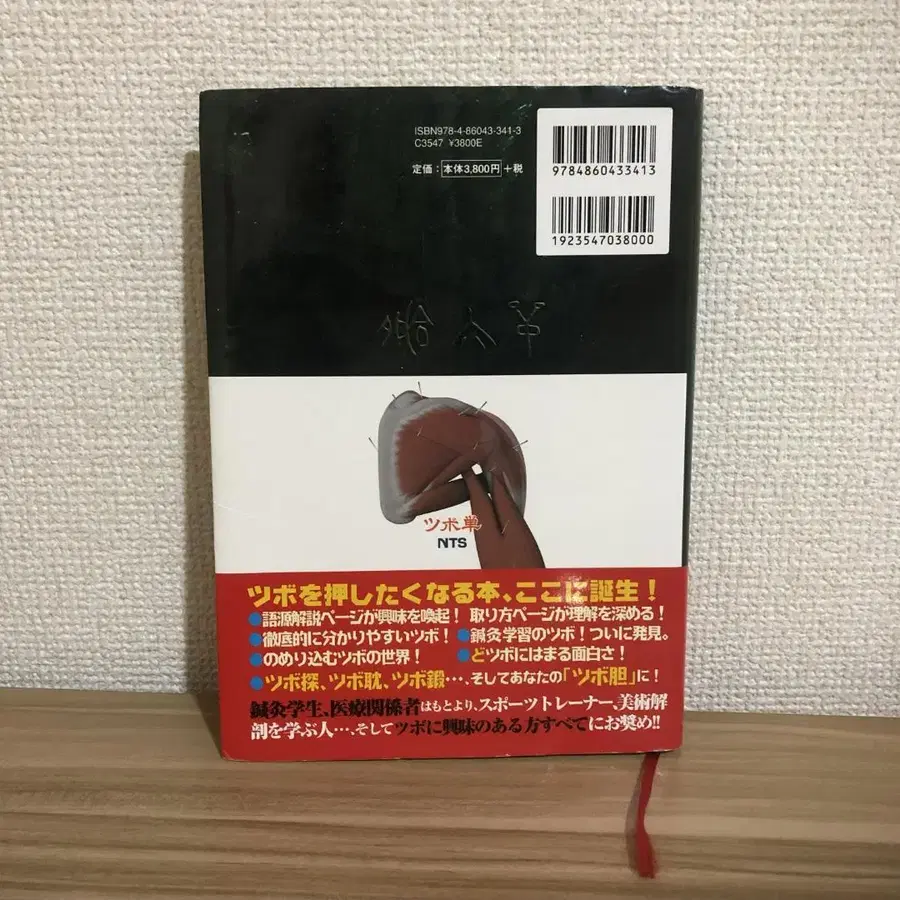 ISBN978-4-86043-341-3
C3547 ¥3800E
定価：本体3,800円＋税
9784860433413
1923547038000
ツボ単
NTS
ツボを押したくなる本、ここに誕生！
●語源解説ページが興味を喚起！ 取り方ページが理解を深める！
●徹底的に分かりやすいツボ！ ●鍼灸学習のツボ！ついに発見。
●のめり込むツボの世界！ ●どツボにはまる面白さ！
●ツボ探、ツボ耽、ツボ鍛…、そしてあなたの「ツボ胆」に！
鍼灸学生、医療関係者はもとより、スポーツトレーナー、美術解
剖を学ぶ人…、そしてツボに興味のある方すべてにお奨め!!